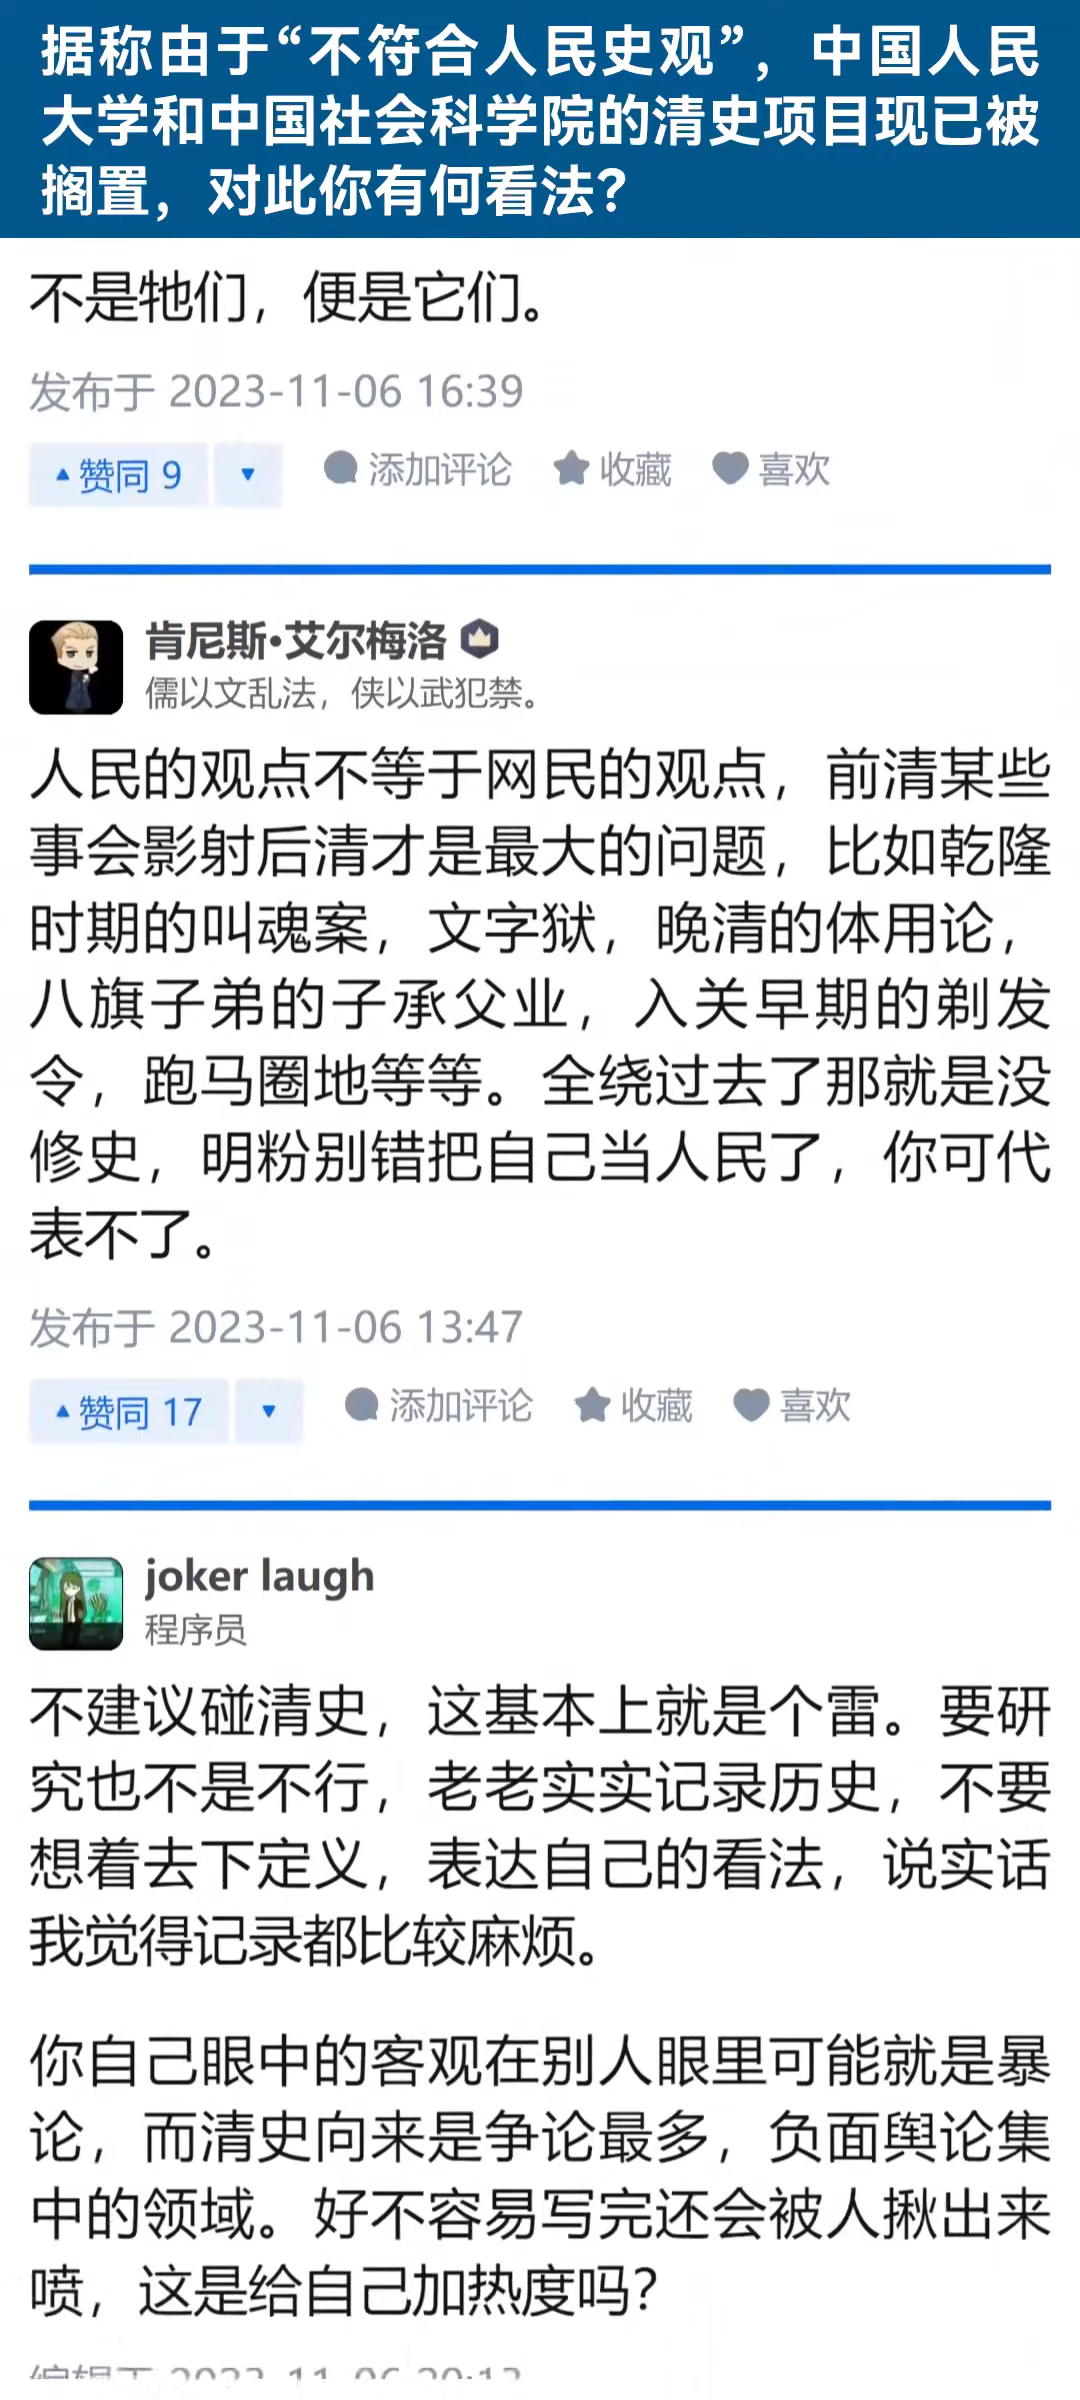 据称由于“不符合人民史观”，中国人民
大学和中国社会科学院的清史项目现已被
搁置，对此你有何看法？
不是牠们，便是它们。
发布于 2023-11-06 16:39
赞同 9 添加评论 收藏 喜欢
肯尼斯·艾尔梅洛
儒以文乱法，侠以武犯禁。
人民的观点不等于网民的观点，前清某些
事会影射后清才是最大的问题，比如乾隆
时期的叫魂案，文字狱，晚清的体用论，
八旗子弟的子承父业，入关早期的剃发
令，跑马圈地等等。全绕过去了那就是没
修史，明粉别错把自己当人民了，你可代
表不了。
发布于 2023-11-06 13:47
赞同 17 添加评论 收藏 喜欢
joker laugh
程序员
不建议碰清史，这基本上就是个雷。要研
究也不是不行，老老实实记录历史，不要
想着去下定义，表达自己的看法，说实话
我觉得记录都比较麻烦。
你自己眼中的客观在别人眼里可能就是暴
论，而清史向来是争论最多，负面舆论集
中的领域。好不容易写完还会被人揪出来
喷，这是给自己加热度吗？